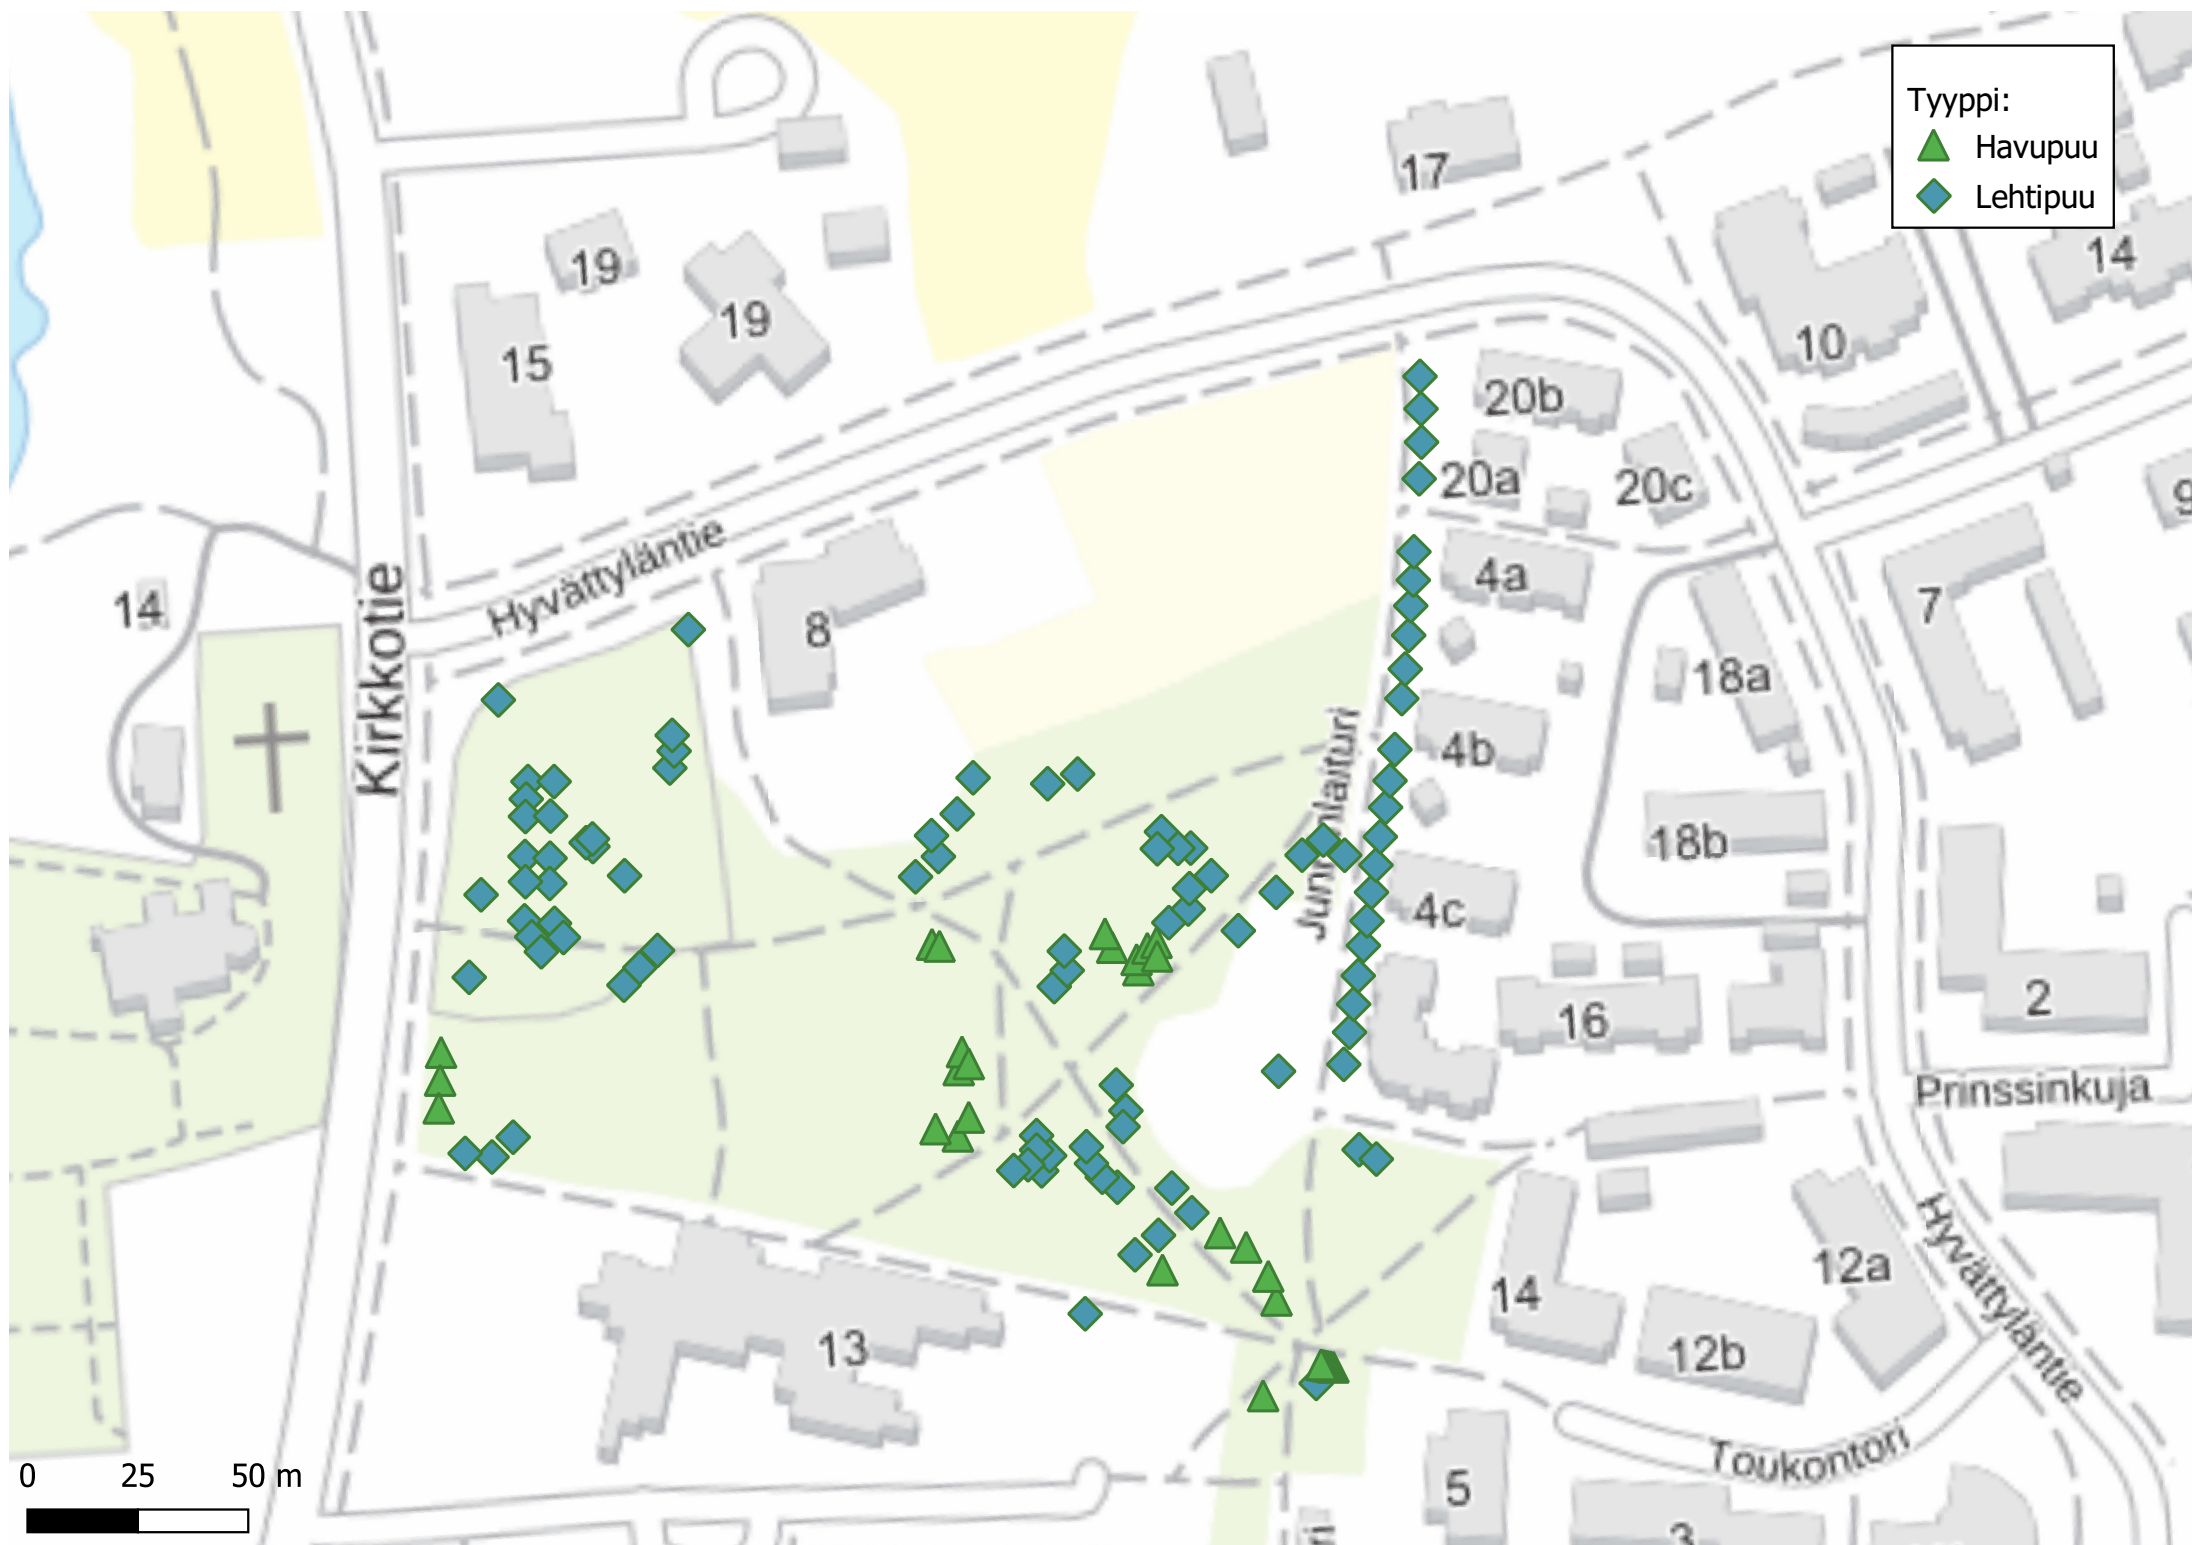 Tyyppi:
Havupuu
Lehtipuu
17
19
19
15
14
10
20b
20a
20c
Hyvättyläntie
4a
14
8
7
Kirkkotie
18a
4b
18b
4c
2
16
Prinssinkuja
Hyvättyläntie
12a
14
12b
13
Toukontori
5
3
0 25 50 m